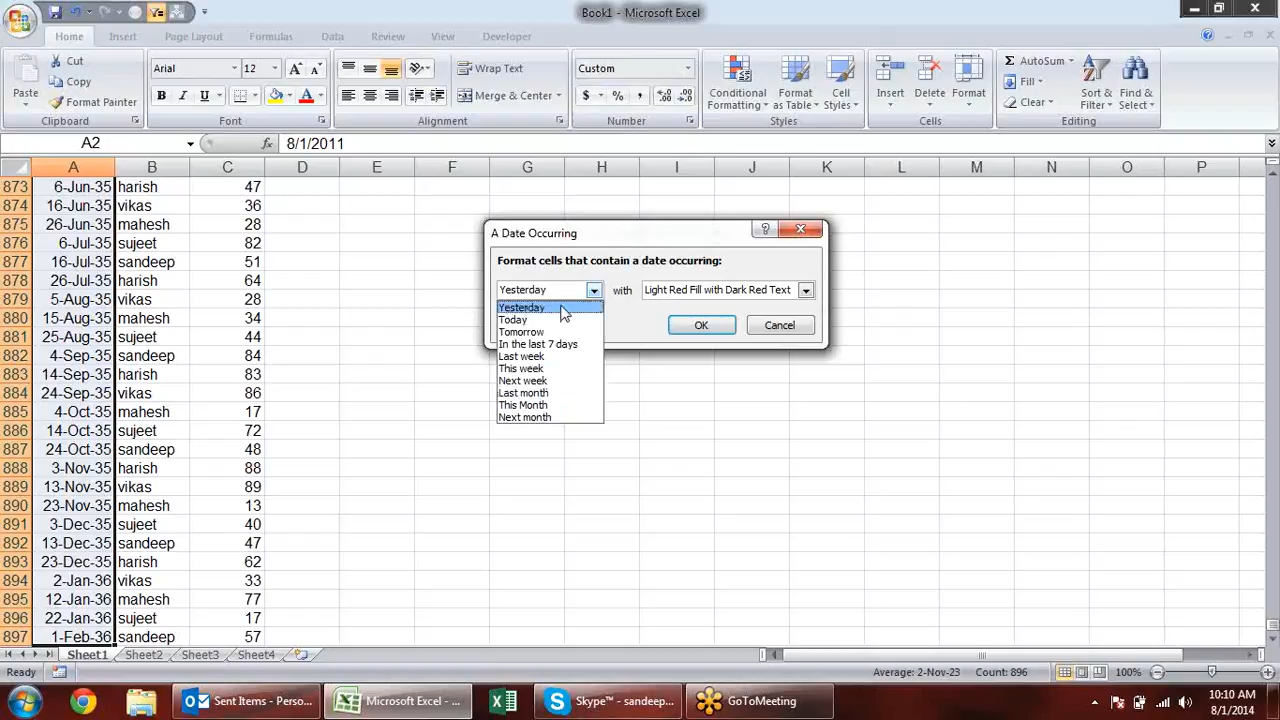 Book1 - Microsoft Excel
Home Insert Page Layout Formulas Data Review View Developer
Paste
Cut
Copy
Format Painter
Clipboard
Arial 12
B I U
Font
Wrap Text
Merge & Center
Alignment
Custom
$ % ,
Number
Conditional Formatting
Format as Table
Cell Styles
Styles
Insert Delete Format
Cells
AutoSum
Fill
Clear
Sort & Filter
Find & Select
Editing
A2 fx 8/1/2011
A B C D E F G H I J K L M N O P
873 6-Jun-35 harish 47
874 16-Jun-35 vikas 36
875 26-Jun-35 mahesh 28
876 6-Jul-35 sujeet 82
877 16-Jul-35 sandeep 51
878 26-Jul-35 harish 64
879 5-Aug-35 vikas 28
880 15-Aug-35 mahesh 34
881 25-Aug-35 sujeet 44
882 4-Sep-35 sandeep 84
883 14-Sep-35 harish 83
884 24-Sep-35 vikas 86
885 4-Oct-35 mahesh 17
886 14-Oct-35 sujeet 72
887 24-Oct-35 sandeep 48
888 3-Nov-35 harish 88
889 13-Nov-35 vikas 89
890 23-Nov-35 mahesh 13
891 3-Dec-35 sujeet 40
892 13-Dec-35 sandeep 47
893 23-Dec-35 harish 62
894 2-Jan-36 vikas 33
895 12-Jan-36 mahesh 77
896 22-Jan-36 sujeet 17
897 1-Feb-36 sandeep 57
A Date Occurring
Format cells that contain a date occurring:
Yesterday with Light Red Fill with Dark Red Text
Yesterday
Today
Tomorrow
In the last 7 days
Last week
This week
Next week
Last month
This Month
Next month
OK Cancel
Sheet1 Sheet2 Sheet3 Sheet4
Ready Average: 2-Nov-23 Count: 896 100%
Sent Items - Perso... Microsoft Excel - ... Skype™ - sandeep... GoToMeeting
10:10 AM
8/1/2014